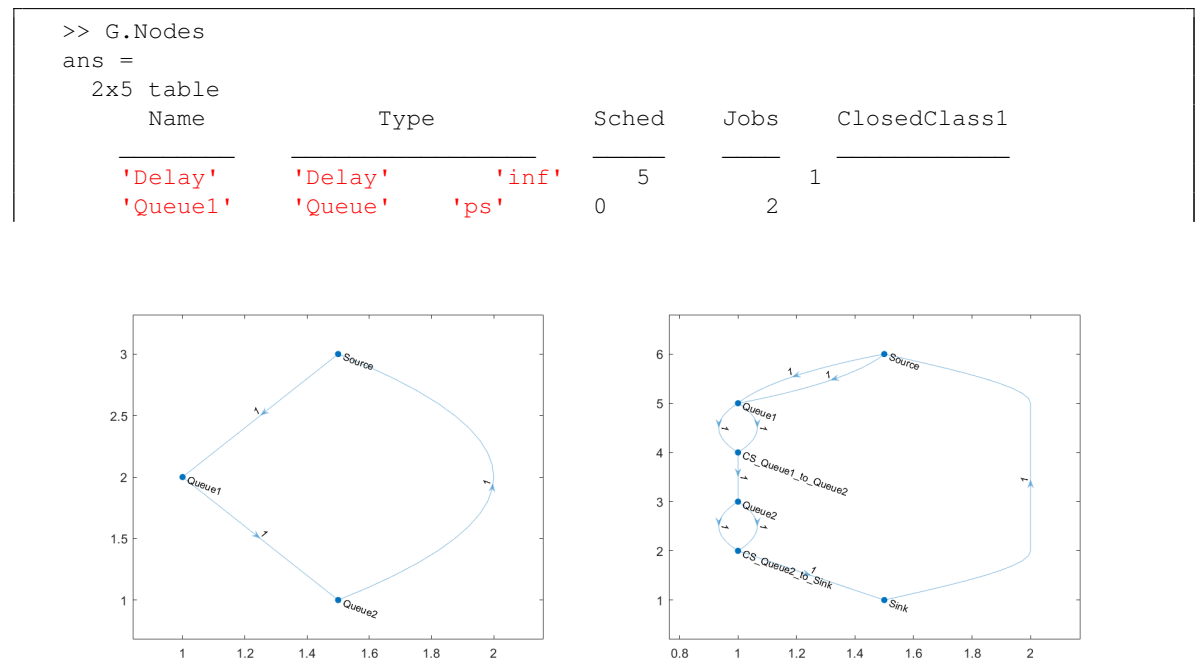 >> G.Nodes
ans =
2x5 table
Name Type Sched Jobs ClosedClass1
'Delay' 'Delay' 'inf' 5 1
'Queue1' 'Queue' 'ps' 0 2
3
2.5
2
1.5
1
1 1.2 1.4 1.6 1.8 2
Source
1
Queue1
1
1
Queue2
6
5
4
3
2
1
0.8 1 1.2 1.4 1.6 1.8 2
Source
1 1
Queue1
1 1
CS_Queue1_to_Queue2
1
1
Queue2
1 1
CS_Queue2_to_Sink
1
Sink